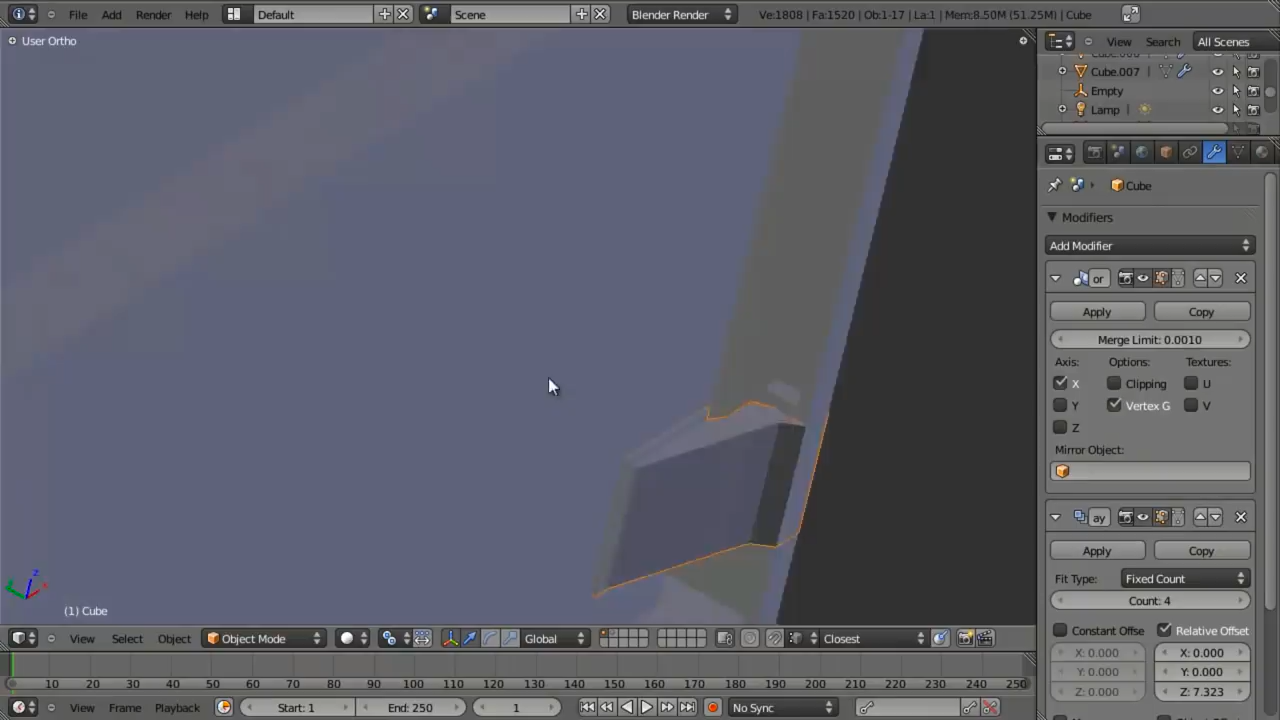 File Add Render Help Default Scene Blender Render Ve:1808 | Fa:1520 | Ob:1-17 | La:1 | Mem:8.50M (51.25M) | Cube
User Ortho
View Search All Scenes
Cube.007
Empty
Lamp
Cube
Modifiers
Add Modifier
or
Apply Copy
Merge Limit: 0.0010
Axis: Options: Textures:
X Clipping U
Y Vertex G V
Z
Mirror Object:
ay
Apply Copy
Fit Type: Fixed Count
Count: 4
Constant Offse Relative Offset
X: 0.000 X: 0.000
Y: 0.000 Y: 0.000
Z: 0.000 Z: 7.323
z
x
(1) Cube
View Select Object Object Mode Global Closest
10 20 30 40 50 60 70 80 90 100 110 120 130 140 150 160 170 180 190 200 210 220 230 240 250
View Frame Playback Start: 1 End: 250 1 No Sync